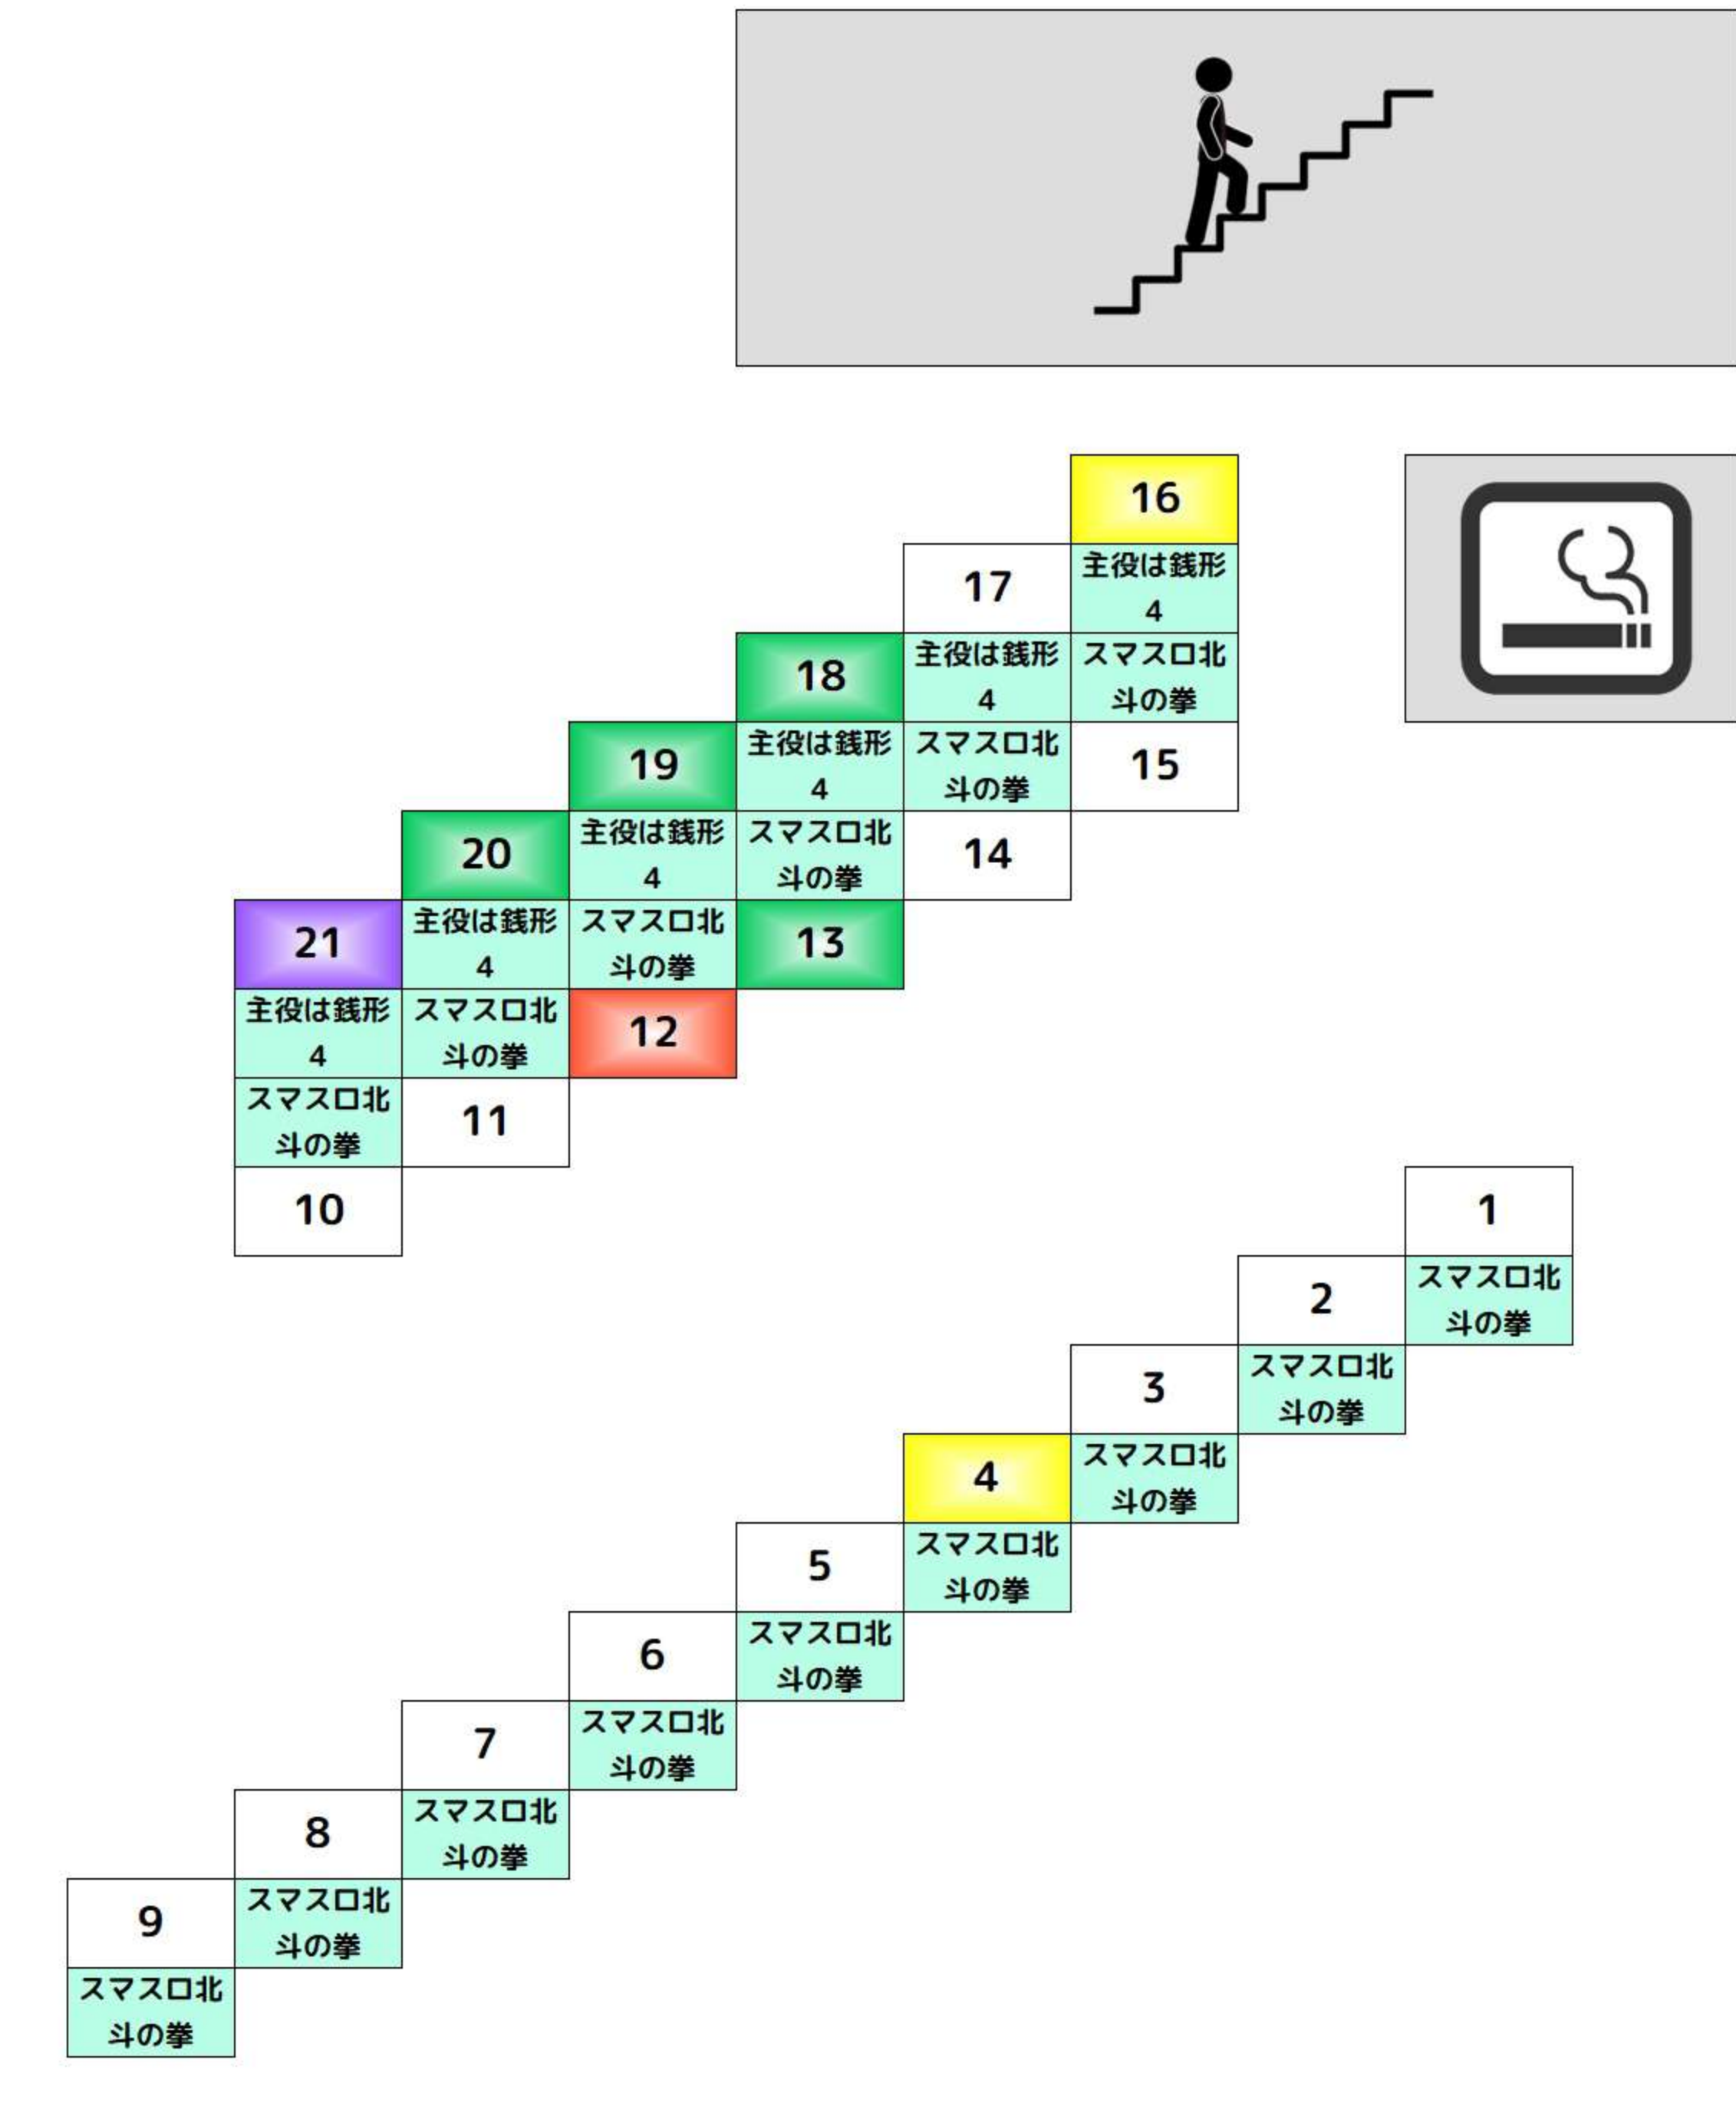 16
17
主役は銭形
4
18
主役は銭形
4
スマスロ北
斗の拳
19
主役は銭形
4
スマスロ北
斗の拳
15
20
主役は銭形
4
スマスロ北
斗の拳
14
21
主役は銭形
4
スマスロ北
斗の拳
13
主役は銭形
4
スマスロ北
斗の拳
12
スマスロ北
斗の拳
11
10
1
2
スマスロ北
斗の拳
3
スマスロ北
斗の拳
4
スマスロ北
斗の拳
5
スマスロ北
斗の拳
6
スマスロ北
斗の拳
7
スマスロ北
斗の拳
8
スマスロ北
斗の拳
9
スマスロ北
斗の拳
スマスロ北
斗の拳